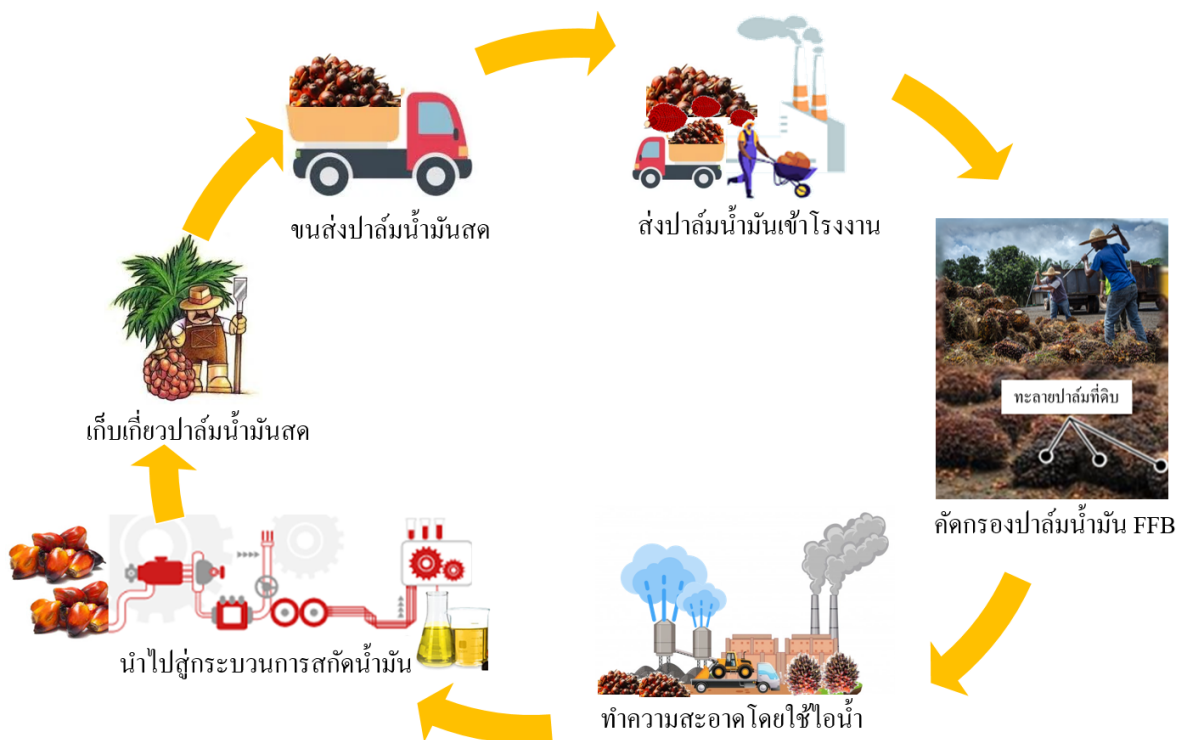 ขนส่งปาล์มน้ำมันสด
ส่งปาล์มน้ำมันเข้าโรงงาน
ทะลายปาล์มที่ดิบ
คัดกรองปาล์มน้ำมัน FFB
เก็บเกี่ยวปาล์มน้ำมันสด
นำไปสู่กระบวนการสกัดน้ำมัน
ทำความสะอาดโดยใช้ไอน้ำ